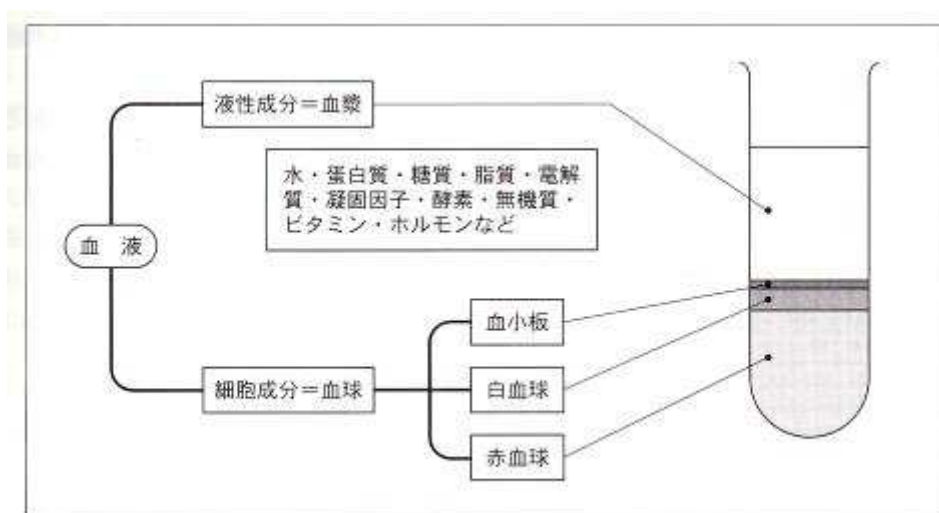 液性成分＝血漿
水・蛋白質・糖質・脂質・電解
質・凝固因子・酵素・無機質・
ビタミン・ホルモンなど
血　液
血小板
細胞成分＝血球
白血球
赤血球